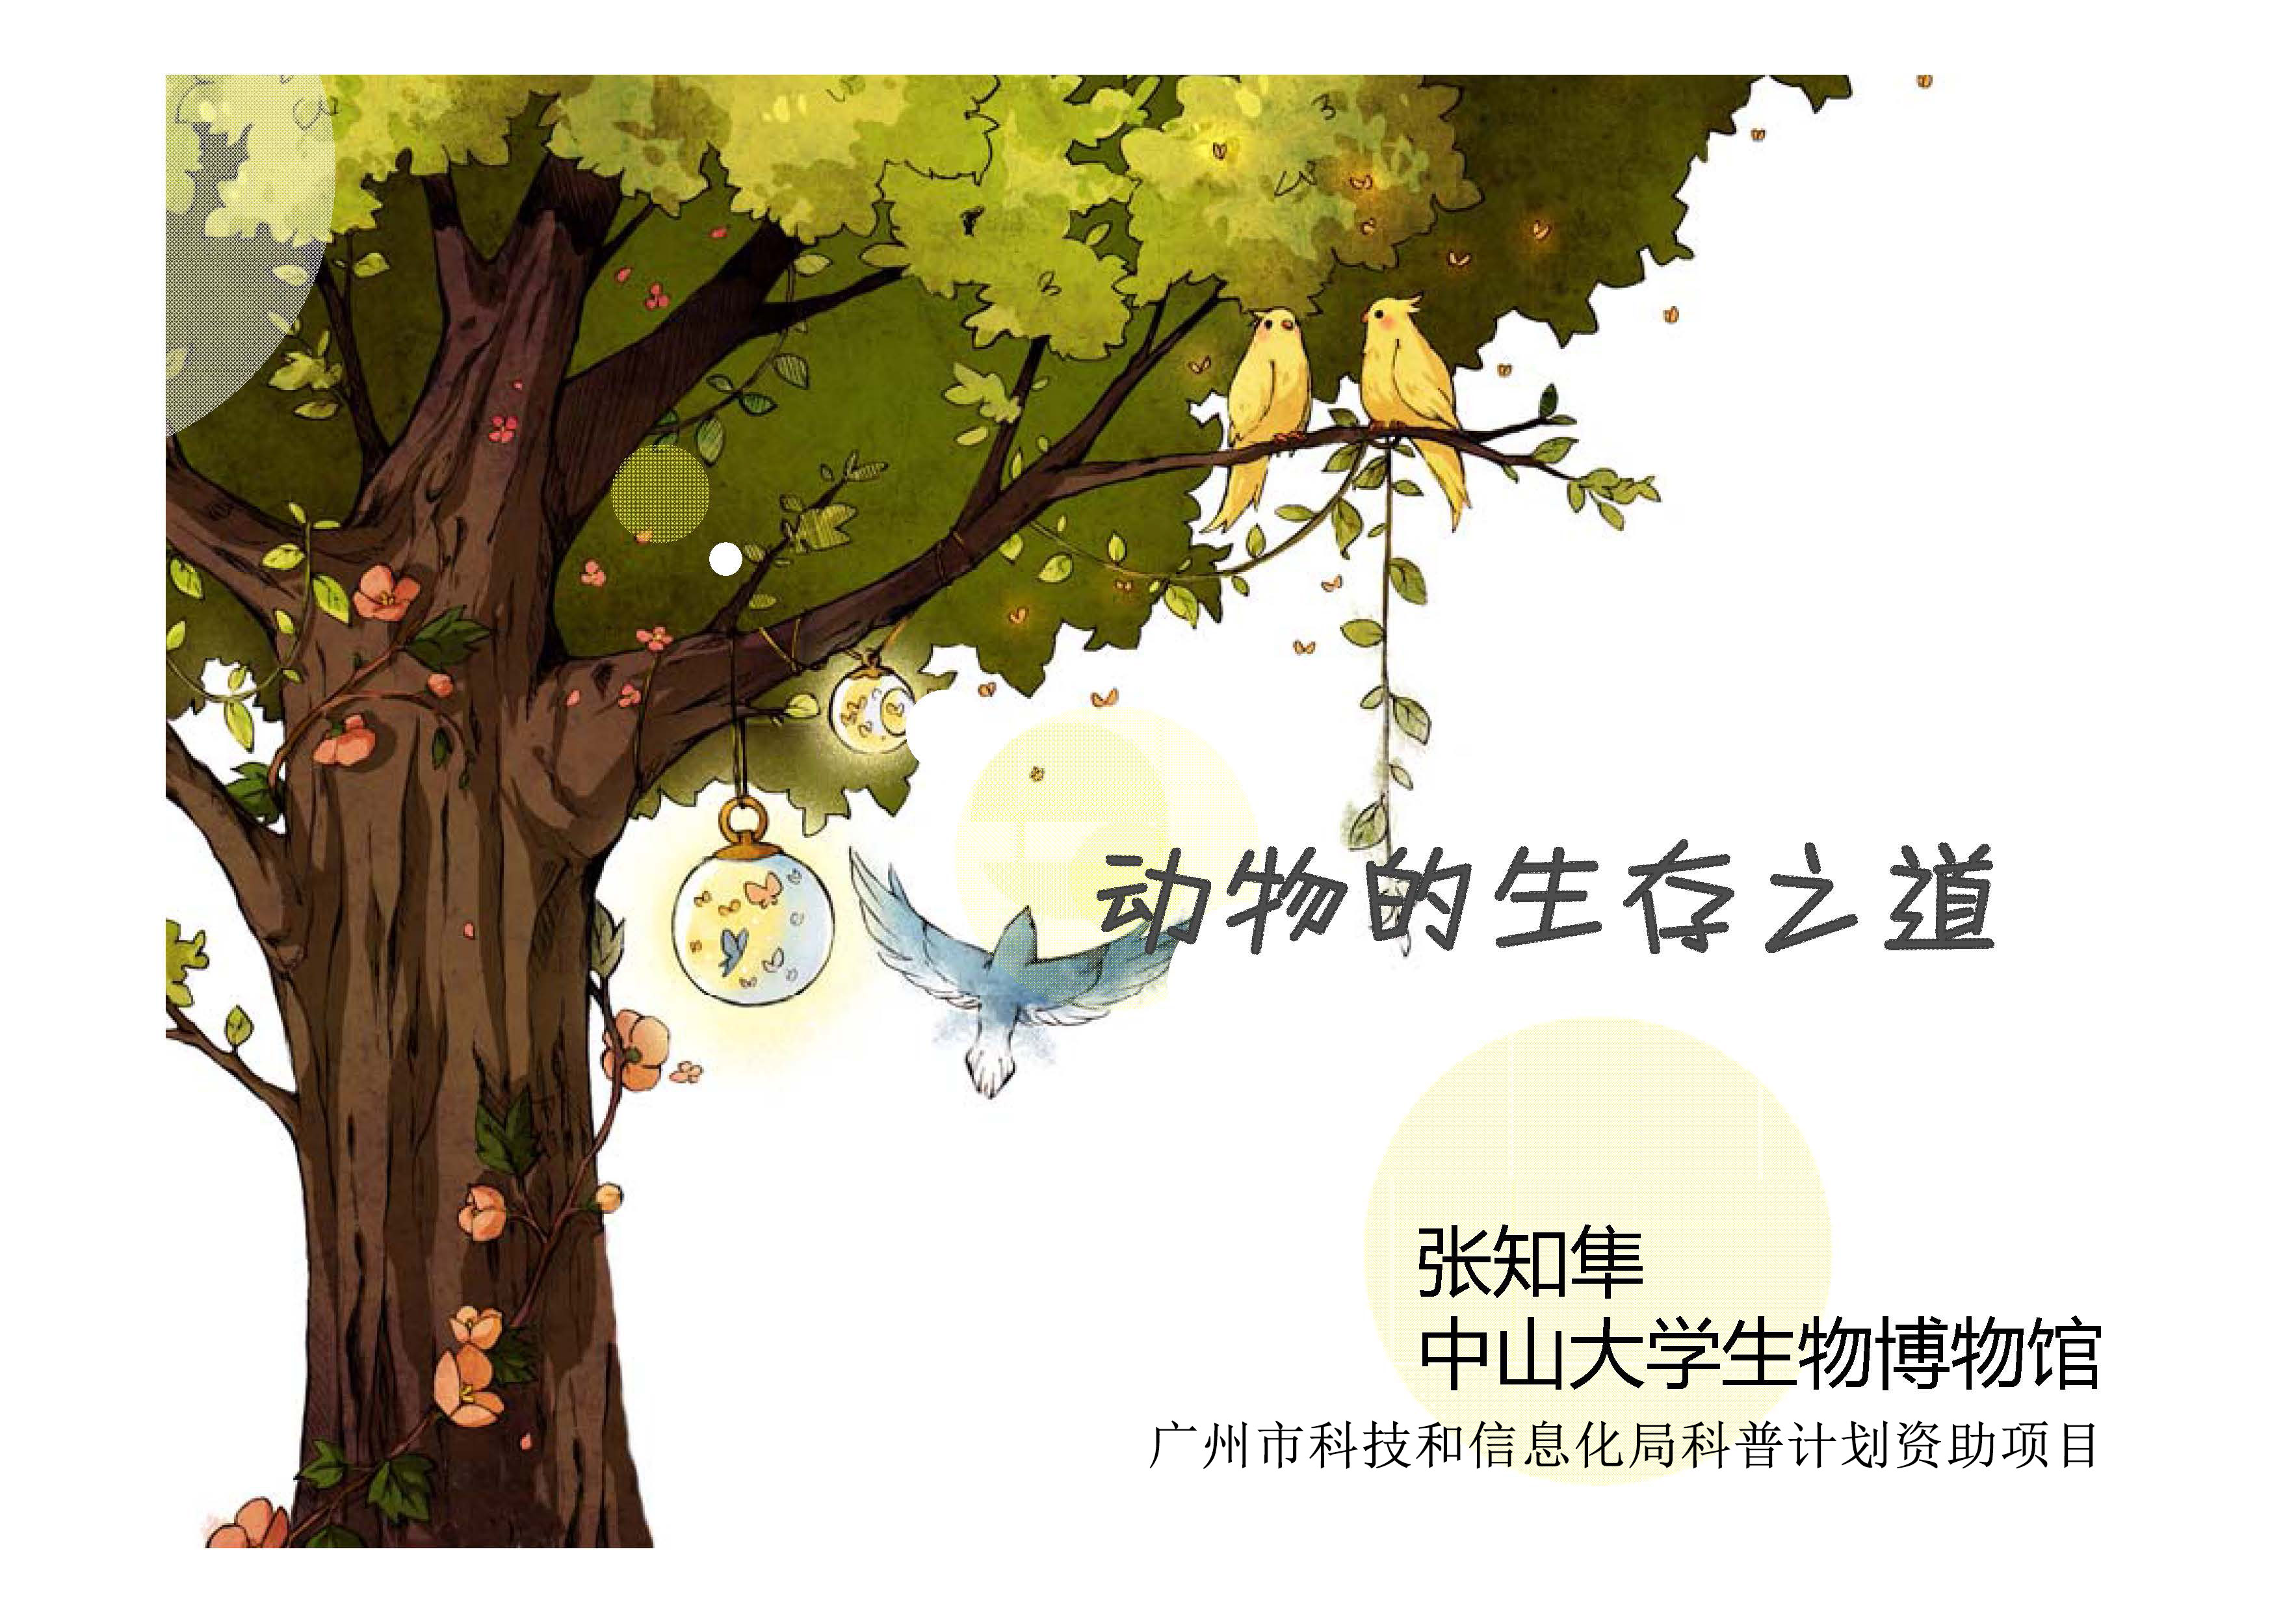 动物的生存之道
张知隼
中山大学生物博物馆
广州市科技和信息化局科普计划资助项目